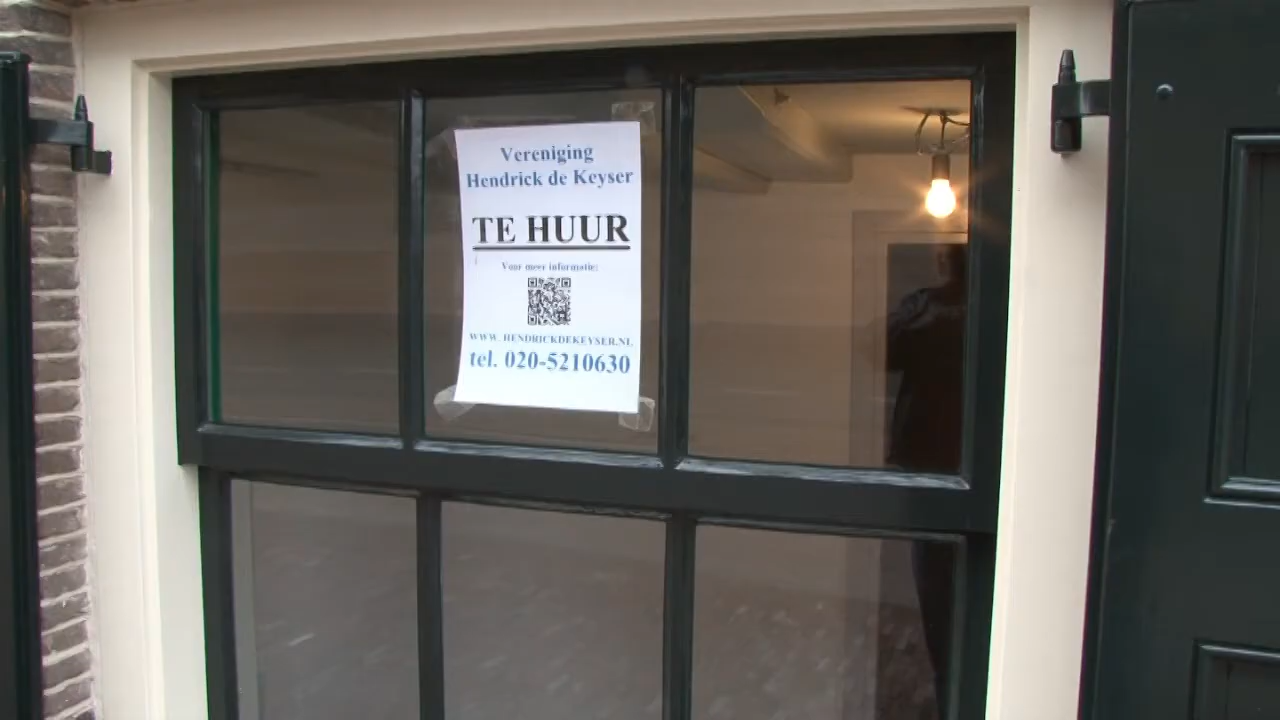 Vereniging
Hendrick de Keyser
TE HUUR
Voor meer informatie:
WWW. HENDRICKDEKEYSER.NL
tel. 020-5210630